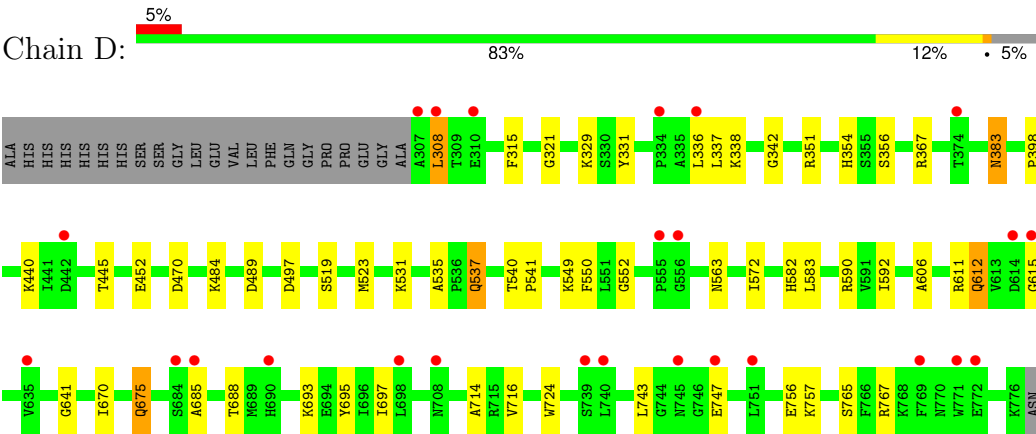 5%
Chain D:
83% 12% • 5%
ALA HIS HIS HIS HIS HIS HIS SER SER GLY LEU GLU VAL LEU PHE GLN GLY PRO PRO GLU GLY ALA A307 L308 T309 E310 F315 G321 K329 S330 Y331 P334 A335 L336 L337 K338 G342 R351 H354 S355 S356 R367 T374 N383 P398
K440 I441 D442 T445 E452 D470 K484 D489 D497 S519 M523 K531 A535 P536 Q537 T540 P541 K549 F550 L551 G552 P555 G556 N563 I572 H582 L583 R590 V591 I592 A606 R611 Q612 V613 D614 G615
V635 G641 I670 Q675 S684 A685 T688 M689 H690 K693 E694 Y695 I696 I697 L698 N708 A714 R715 V716 W724 S739 L740 L743 G744 N745 G746 E747 L751 E756 K757 S765 F766 R767 K768 F769 N770 W771 E772 K776 ASN